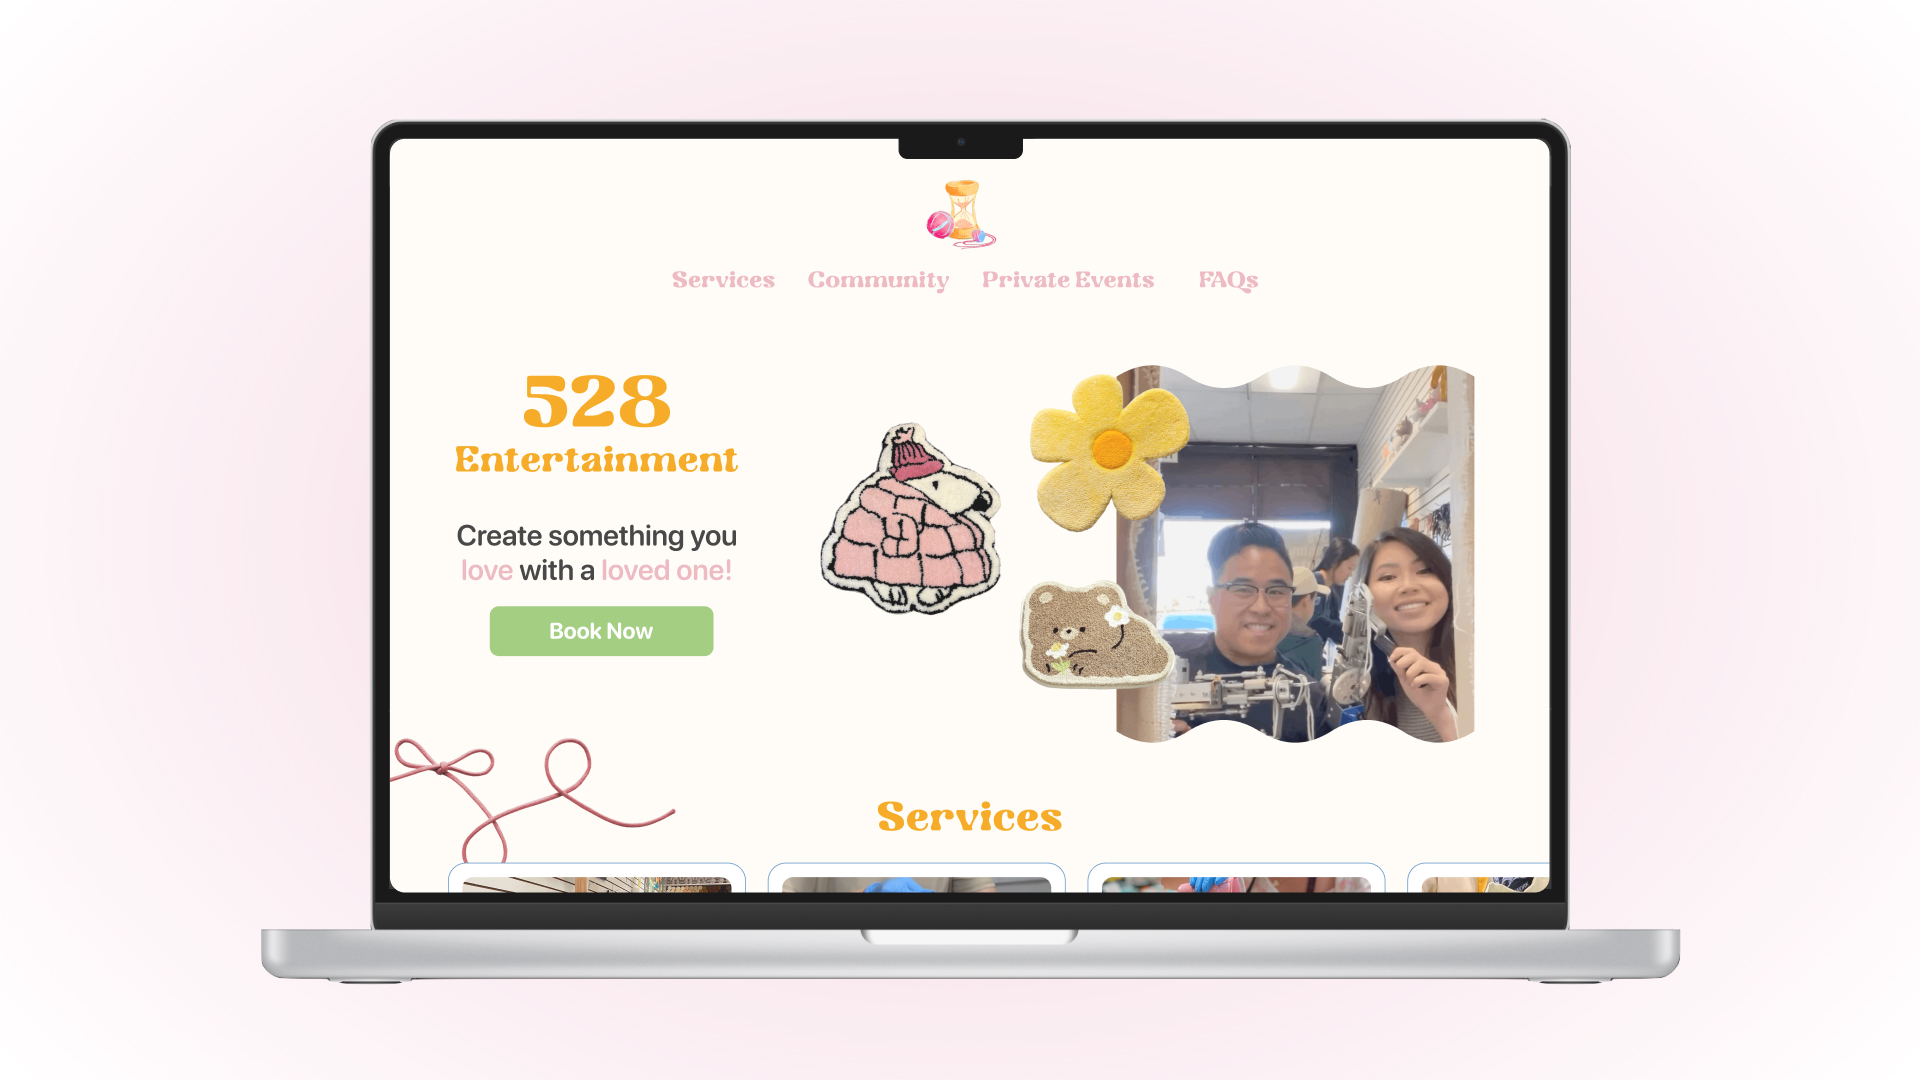 Services Community Private Events FAQs
528
Entertainment
Create something you
love with a loved one!
Book Now
Services